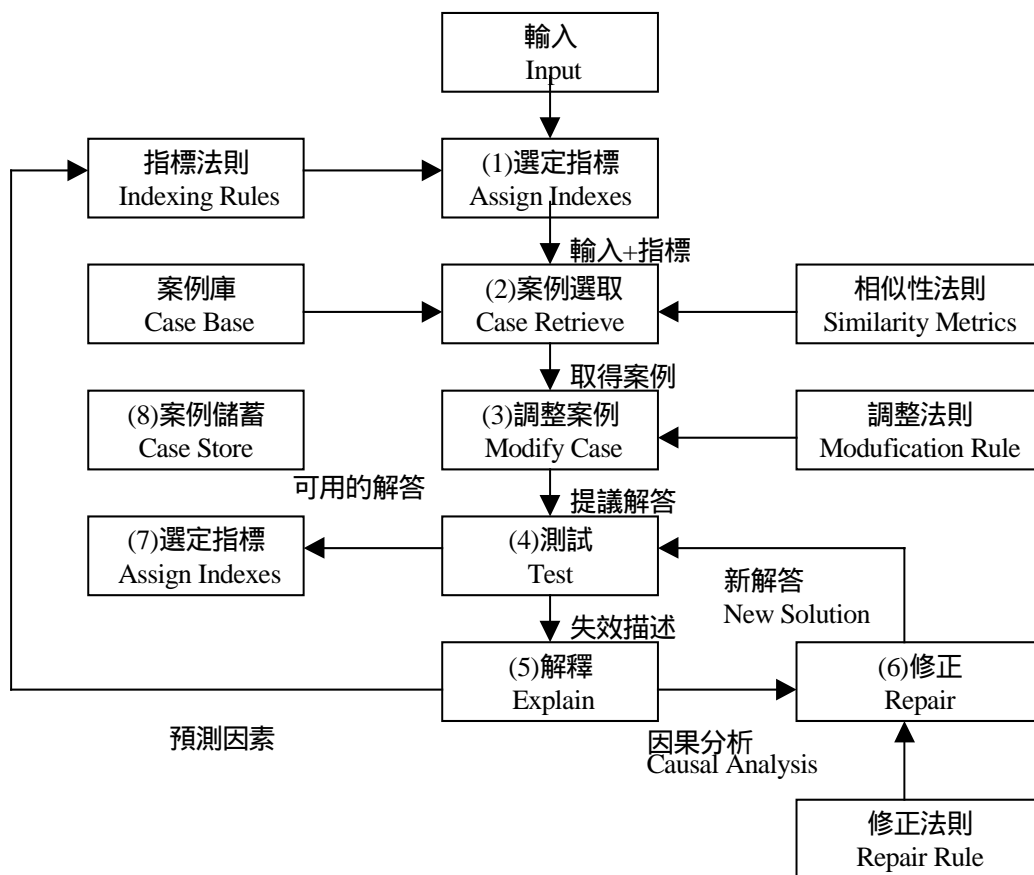 輸入
Input
指標法則
Indexing Rules
(1)選定指標
Assign Indexes
輸入+指標
案例庫
Case Base
(2)案例選取
Case Retrieve
相似性法則
Similarity Metrics
取得案例
(8)案例儲蓄
Case Store
(3)調整案例
Modify Case
調整法則
Modufication Rule
可用的解答
提議解答
(7)選定指標
Assign Indexes
(4)測試
Test
新解答
New Solution
失效描述
(5)解釋
Explain
(6)修正
Repair
預測因素
因果分析
Causal Analysis
修正法則
Repair Rule